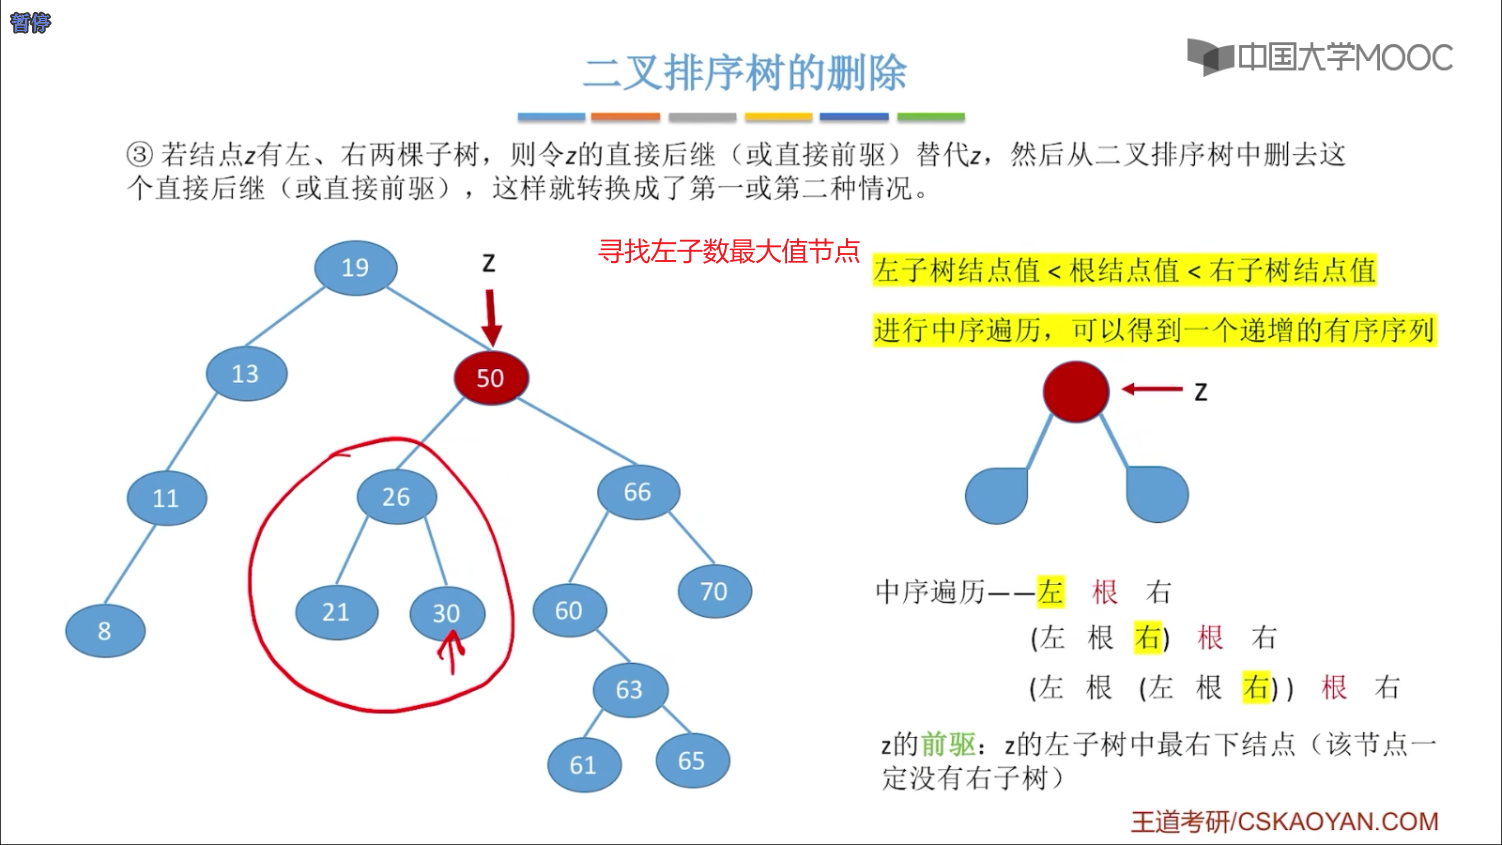 暂停
中国大学MOOC
二叉排序树的删除
③ 若结点z有左、右两棵子树，则令z的直接后继（或直接前驱）替代z，然后从二叉排序树中删去这
个直接后继（或直接前驱），这样就转换成了第一或第二种情况。
寻找左子数最大值节点
19
z
左子树结点值 < 根结点值 < 右子树结点值
进行中序遍历，可以得到一个递增的有序序列
13
50
z
11
26
66
21
30
60
70
8
63
61
65
中序遍历——左 根 右
(左 根 右) 根 右
(左 根 (左 根 右)) 根 右
z的前驱：z的左子树中最右下结点（该节点一
定没有右子树）
王道考研/CSKAOYAN.COM